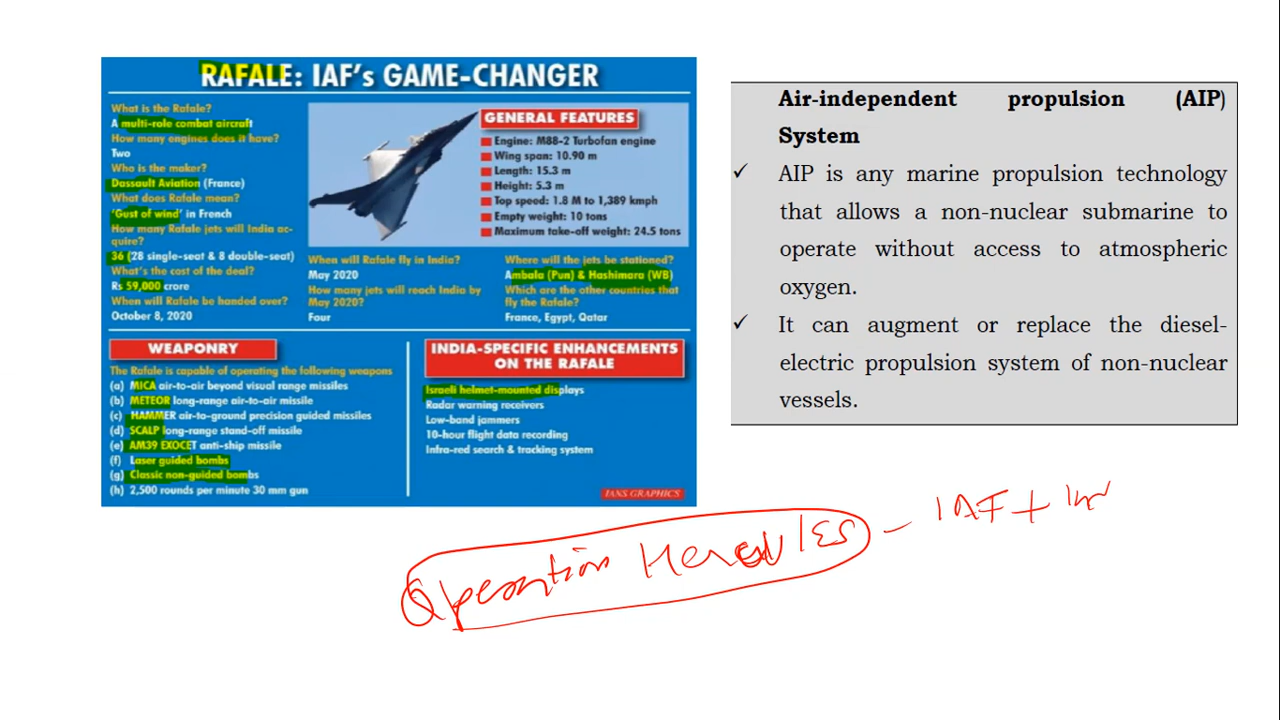 RAFALE: IAF's GAME-CHANGER
What is the Rafale?
A multi-role combat aircraft
How many engines does it have?
Two
Who is the maker?
Dassault Aviation (France)
What does Rafale mean?
'Gust of wind' in French
How many Rafale jets will India ac-
quire?
36 (28 single-seat & 8 double-seat)
What's the cost of the deal?
Rs 59,000 crore
When will Rafale be handed over?
October 8, 2020
GENERAL FEATURES
Engine: M88-2 Turbofan engine
Wing span: 10.90 m
Length: 15.3 m
Height: 5.3 m
Top speed: 1.8 M to 1,389 kmph
Empty weight: 10 tons
Maximum take-off weight: 24.5 tons
When will Rafale fly in India?
May 2020
How many jets will reach India by
May 2020?
Four
Where will the jets be stationed?
Ambala (Pun) & Hashimara (WB)
Which are the other countries that
fly the Rafale?
France, Egypt, Qatar
WEAPONRY
The Rafale is capable of operating the following weapons
(a) MICA air-to-air beyond visual range missiles
(b) METEOR long-range air-to-air missile
(c) HAMMER air-to-ground precision guided missiles
(d) SCALP long-range stand-off missile
(e) AM39 EXOCET anti-ship missile
(f) Laser guided bombs
(g) Classic non-guided bombs
(h) 2,500 rounds per minute 30 mm gun
INDIA-SPECIFIC ENHANCEMENTS
ON THE RAFALE
Israeli helmet-mounted displays
Radar warning receivers
Low-band jammers
10-hour flight data recording
Infra-red search & tracking system
IANS GRAPHICS
Air-independent propulsion (AIP)
System
✓ AIP is any marine propulsion technology
that allows a non-nuclear submarine to
operate without access to atmospheric
oxygen.
✓ It can augment or replace the diesel-
electric propulsion system of non-nuclear
vessels.
Operation Hercules - IAF +